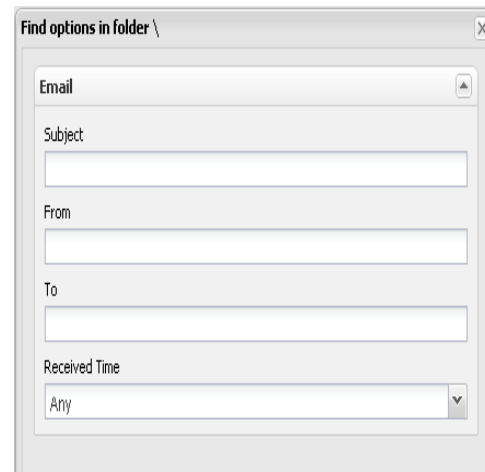 Find options in folder \
Email
Subject
From
To
Received Time
Any